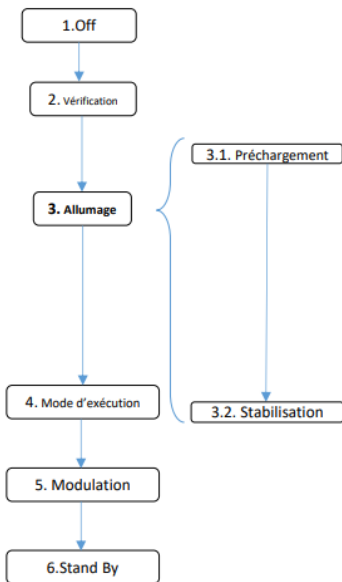 1.Off
2. Vérification
3. Allumage
3.1. Préchargement
3.2. Stabilisation
4. Mode d'exécution
5. Modulation
6.Stand By